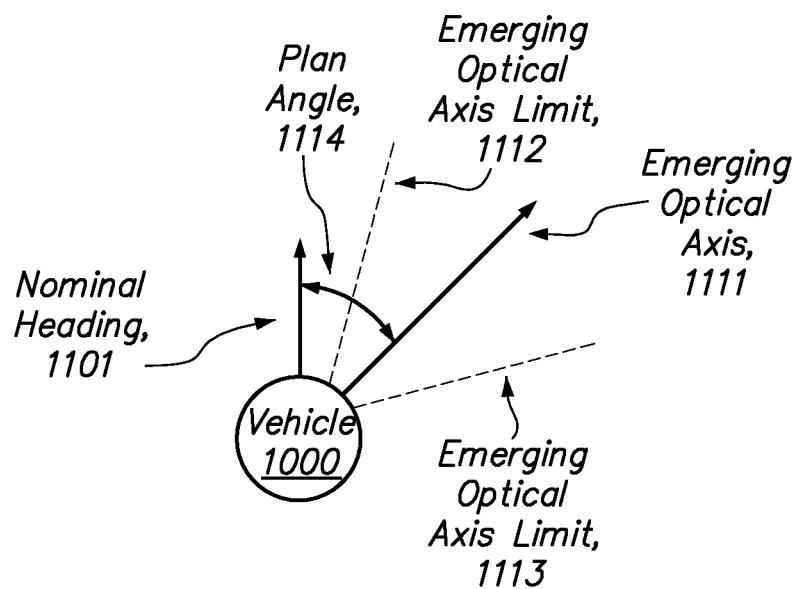 Plan
Angle,
1114
Emerging
Optical
Axis Limit,
1112
Emerging
Optical
Axis,
1111
Nominal
Heading,
1101
Vehicle
1000
Emerging
Optical
Axis Limit,
1113